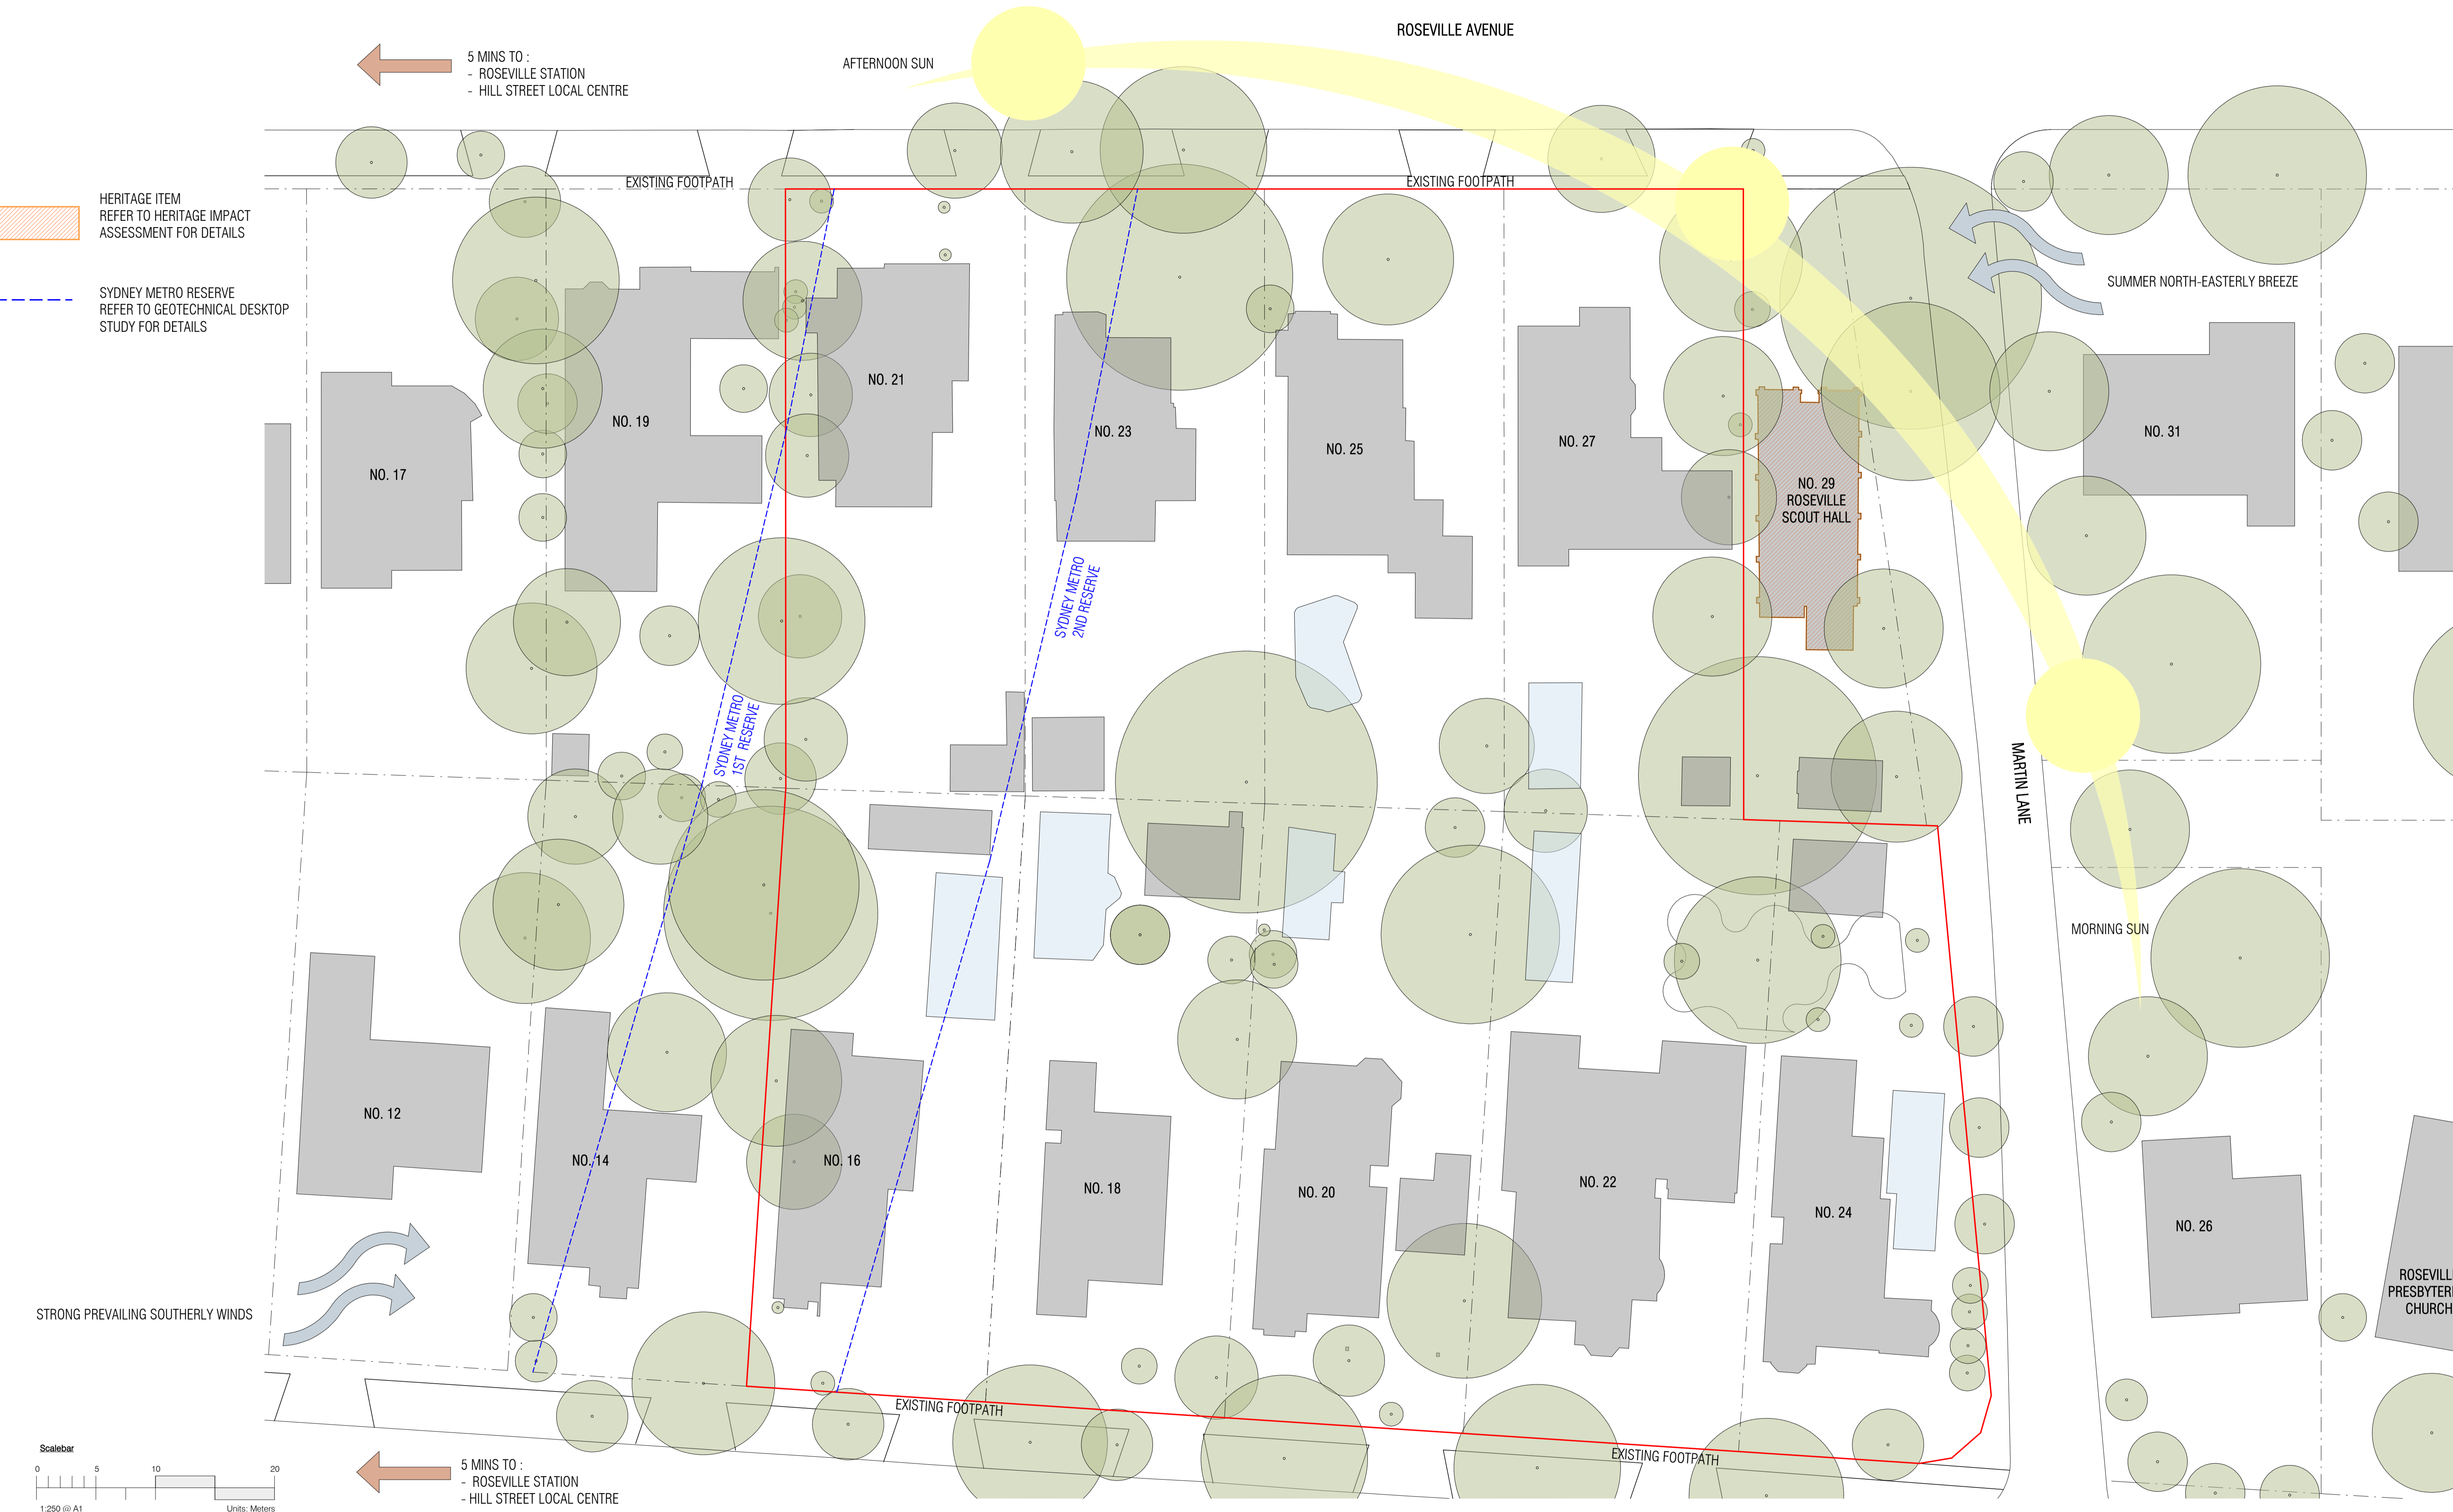 ROSEVILLE AVENUE
5 MINS TO :
- ROSEVILLE STATION
- HILL STREET LOCAL CENTRE
AFTERNOON SUN
EXISTING FOOTPATH
EXISTING FOOTPATH
HERITAGE ITEM
REFER TO HERITAGE IMPACT
ASSESSMENT FOR DETAILS
SYDNEY METRO RESERVE
REFER TO GEOTECHNICAL DESKTOP
STUDY FOR DETAILS
SUMMER NORTH-EASTERLY BREEZE
NO. 17
NO. 19
NO. 21
NO. 23
NO. 25
NO. 27
NO. 29
ROSEVILLE
SCOUT HALL
NO. 31
SYDNEY METRO
2ND RESERVE
SYDNEY METRO
1ST RESERVE
MARTIN LANE
MORNING SUN
NO. 12
NO. 14
NO. 16
NO. 18
NO. 20
NO. 22
NO. 24
NO. 26
ROSEVILL
PRESBYTER
CHURCH
STRONG PREVAILING SOUTHERLY WINDS
EXISTING FOOTPATH
EXISTING FOOTPATH
Scalebar
0 5 10 20
1:250 @ A1 Units: Meters
5 MINS TO :
- ROSEVILLE STATION
- HILL STREET LOCAL CENTRE